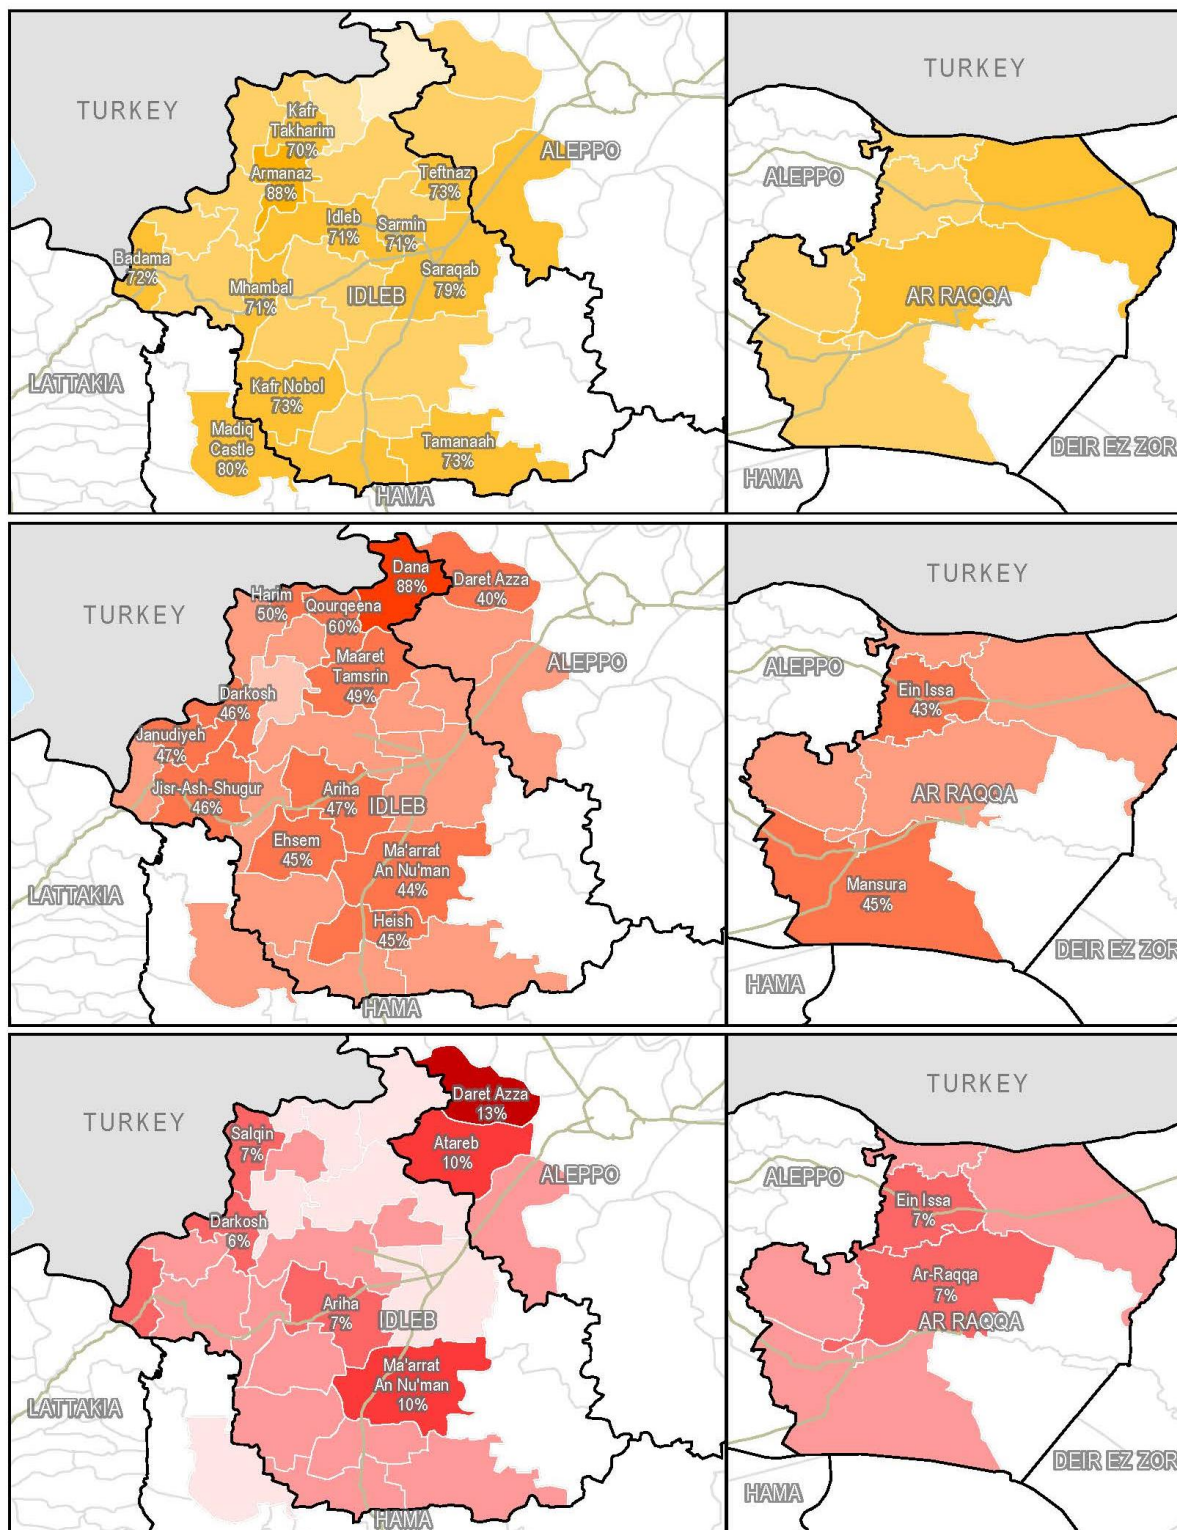 TURKEY
Kafr
Takharim
70%
Armanaz
88%
Teftnaz
73%
ALEPPO
Idleb
71%
Sarmin
71%
Badama
72%
Mhambal
71%
IDLEB
Saraqab
79%
LATTAKIA
Kafr Nobol
73%
Madiq
Castle
80%
Tamanaah
73%
HAMA
TURKEY
ALEPPO
AR RAQQA
DEIR EZ ZOR
HAMA
TURKEY
Dana
88%
Daret Azza
40%
Harim
50%
Qourqeena
60%
Maaret
Tamsrin
49%
ALEPPO
Darkosh
46%
Janudiyeh
47%
Jisr-Ash-Shugur
46%
Ariha
47%
IDLEB
Ehsem
45%
Ma'arrat
An Nu'man
44%
LATTAKIA
Heish
45%
HAMA
TURKEY
ALEPPO
Ein Issa
43%
AR RAQQA
Mansura
45%
DEIR EZ ZOR
HAMA
TURKEY
Daret Azza
13%
Salqin
7%
Atareb
10%
ALEPPO
Darkosh
6%
Ariha
7%
IDLEB
Ma'arrat
An Nu'man
10%
LATTAKIA
HAMA
TURKEY
ALEPPO
Ein Issa
7%
Ar-Raqqa
7%
AR RAQQA
DEIR EZ ZOR
HAMA